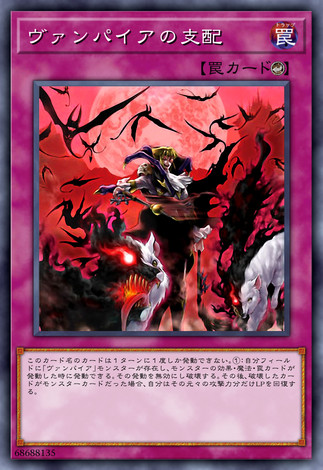 ヴァンパイアの支配
トラップ
罠
【罠カード】
このカード名のカードは1ターンに1度しか発動できない。①:自分フィール
ドに「ヴァンパイア」モンスターが存在し、モンスターの効果・魔法・罠カードが
発動した時に発動できる。その発動を無効にし破壊する。その後、破壊したカー
ドがモンスターカードだった場合、自分はその元々の攻撃力分だけLPを回復す
る。
68688135